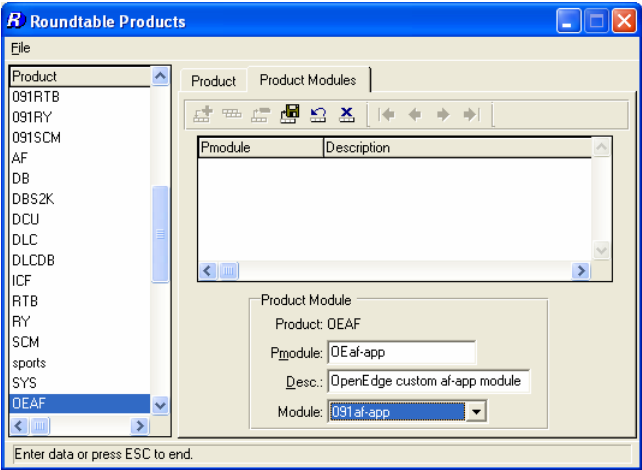 Roundtable Products
File
Product
091RTB
091RY
091SCM
AF
DB
DBS2K
DCU
DLC
DLCDB
ICF
RTB
RY
SCM
sports
SYS
OEAF
Product Product Modules
Pmodule Description
Product Module
Product: OEAF
Pmodule: OEaf-app
Desc.: OpenEdge custom af-app module
Module: 091af-app
Enter data or press ESC to end.